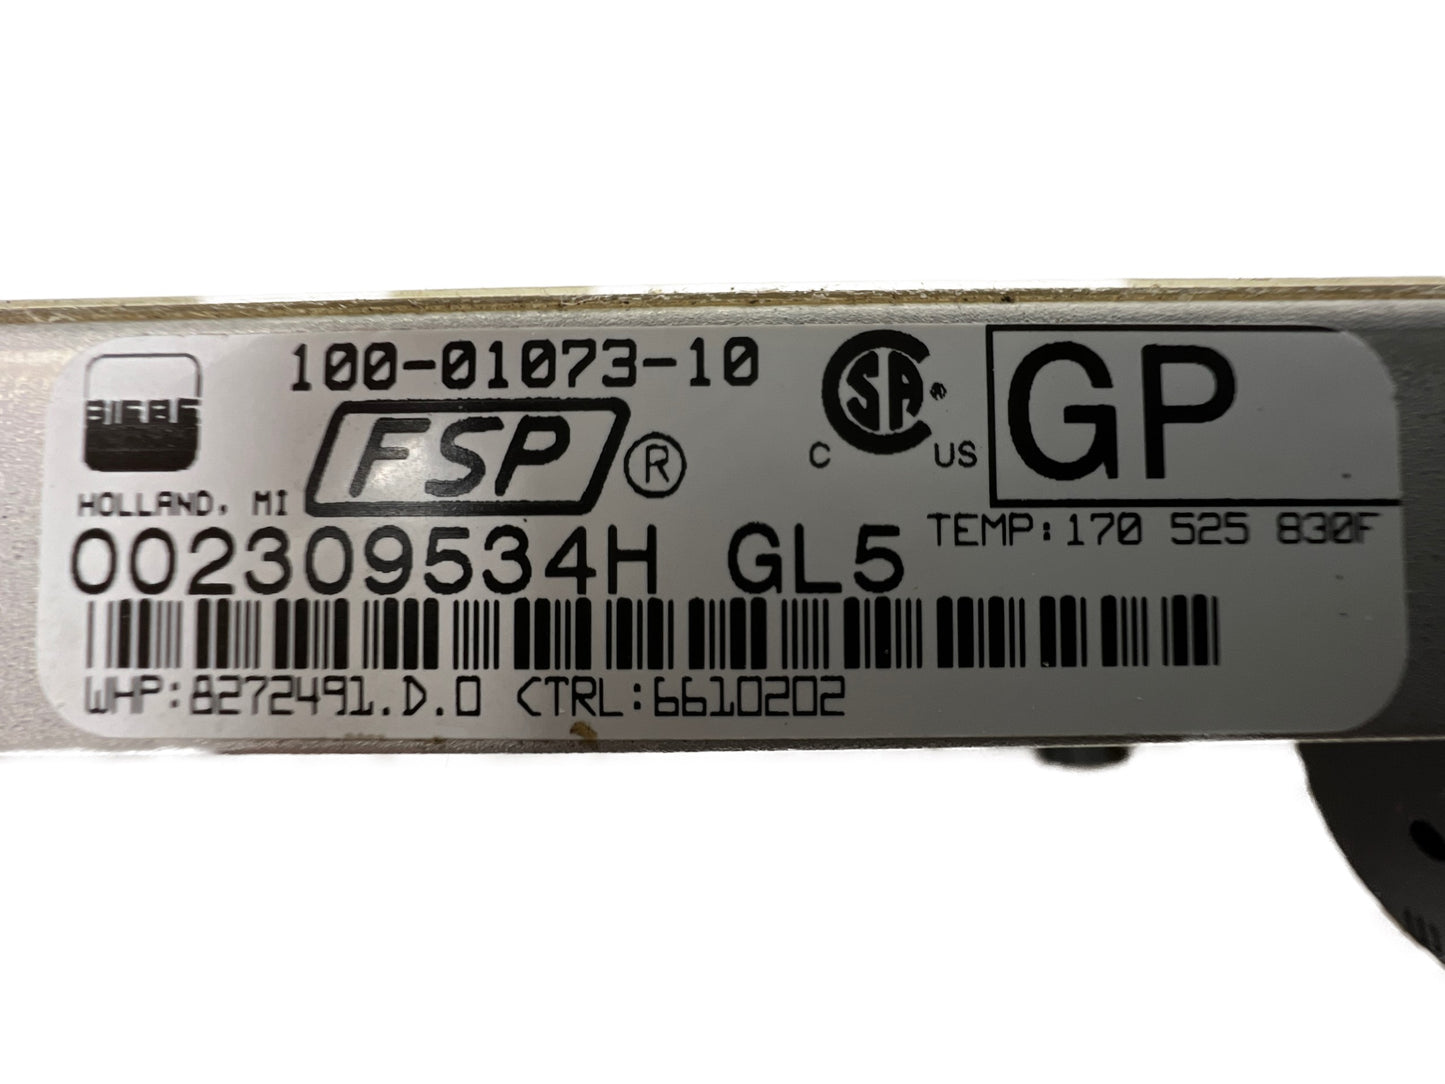 100-01073-10
FSP ®
HOLLAND, MI
C SA ® US
GP
002309534H GL5
TEMP:170 525 830F
WHP:8272491.D.0 CTRL:6610202